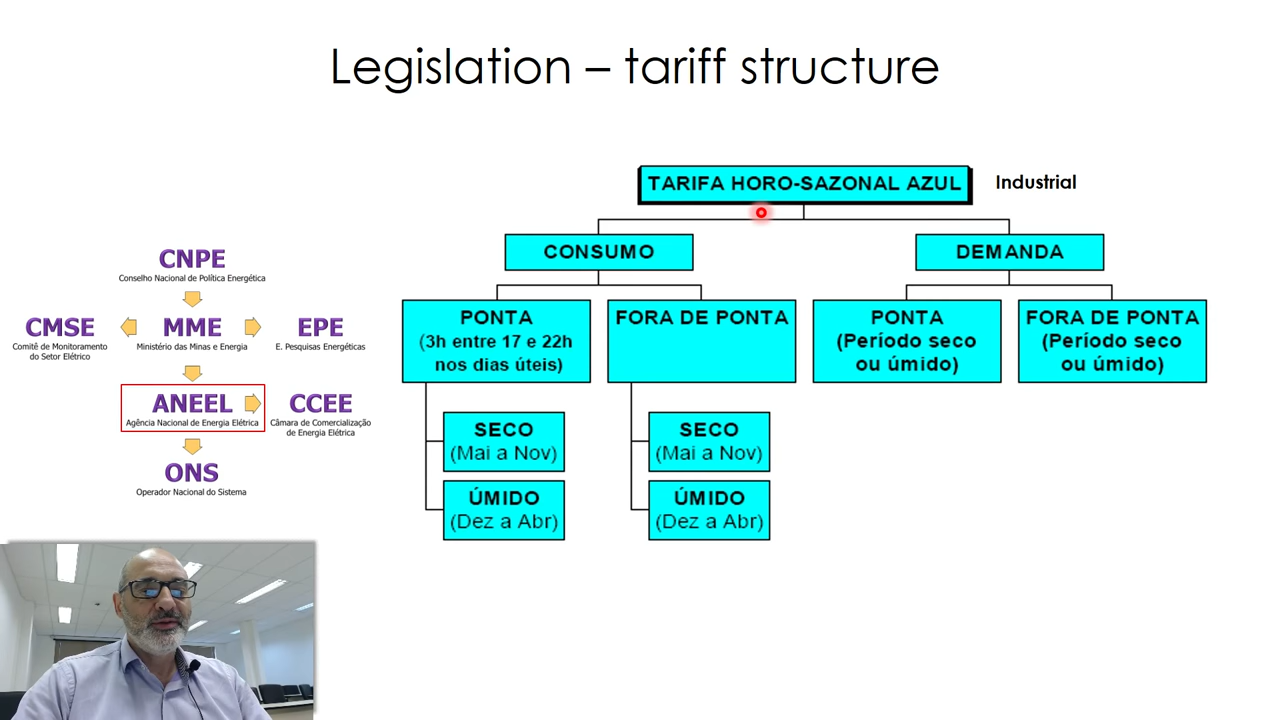 Legislation – tariff structure
TARIFA HORO-SAZONAL AZUL
Industrial
CONSUMO
DEMANDA
PONTA
(3h entre 17 e 22h
nos dias úteis)
FORA DE PONTA
PONTA
(Período seco
ou úmido)
FORA DE PONTA
(Período seco
ou úmido)
SECO
(Mai a Nov)
ÚMIDO
(Dez a Abr)
SECO
(Mai a Nov)
ÚMIDO
(Dez a Abr)
CNPE
Conselho Nacional de Política Energética
CMSE
Comitê de Monitoramento
do Setor Elétrico
MME
Ministério das Minas e Energia
EPE
E. Pesquisas Energéticas
ANEEL
Agência Nacional de Energia Elétrica
CCEE
Câmara de Comercialização
de Energia Elétrica
ONS
Operador Nacional do Sistema